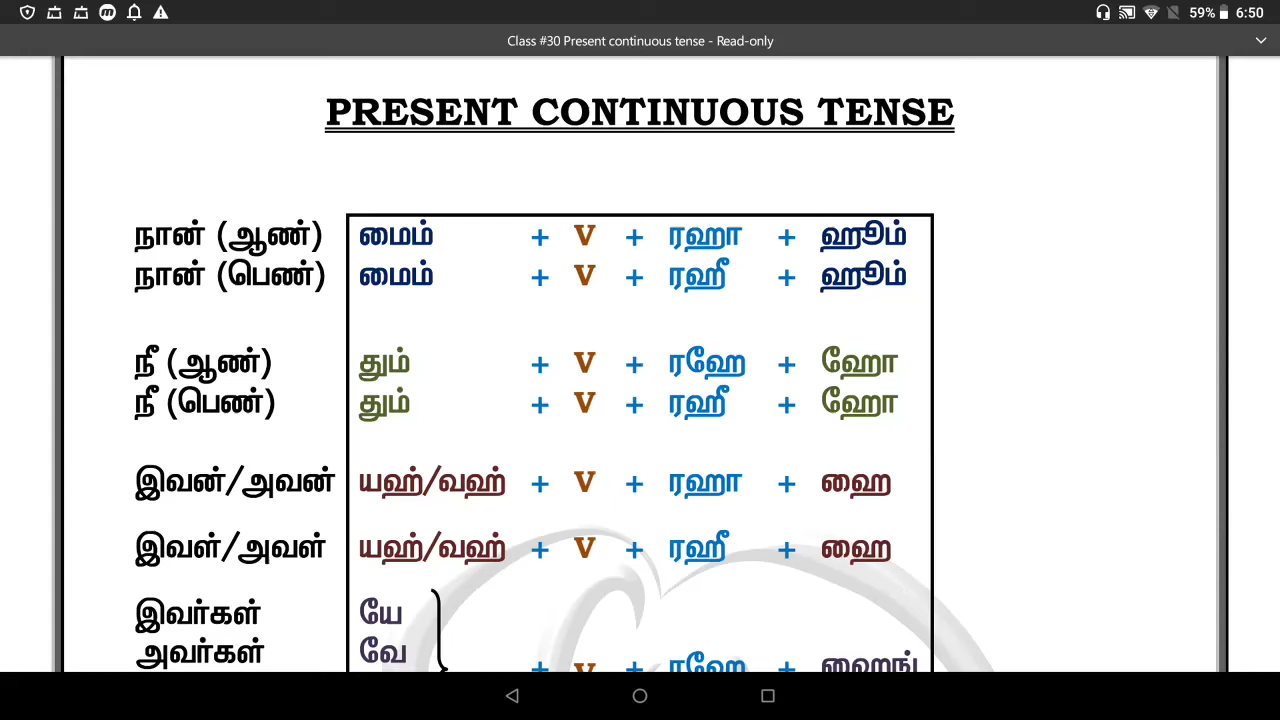 59% 6:50
Class #30 Present continuous tense - Read-only
PRESENT CONTINUOUS TENSE
நான் (ஆண்) மைம் + V + ரஹா + ஹூம்
நான் (பெண்) மைம் + V + ரஹீ + ஹூம்
நீ (ஆண்) தும் + V + ரஹே + ஹோ
நீ (பெண்) தும் + V + ரஹீ + ஹோ
இவன்/அவன் யஹ்/வஹ் + V + ரஹா + ஹை
இவள்/அவள் யஹ்/வஹ் + V + ரஹீ + ஹை
இவர்கள் யே
அவர்கள் வே
+ V + ரஹே + ஹைங்